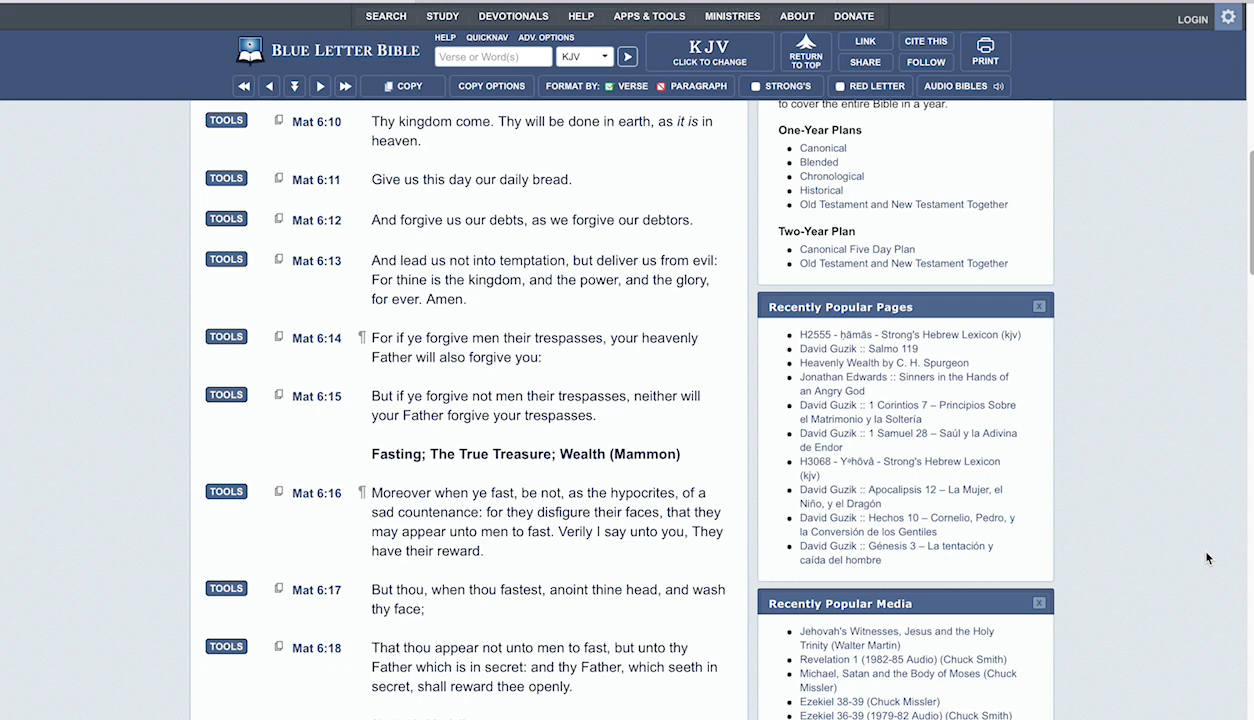 SEARCH STUDY DEVOTIONALS HELP APPS & TOOLS MINISTRIES ABOUT DONATE
LOGIN
BLUE LETTER BIBLE
HELP QUICKNAV ADV. OPTIONS
Verse or Word(s) KJV
KJV
CLICK TO CHANGE
RETURN
TO TOP
LINK CITE THIS
SHARE FOLLOW
PRINT
COPY COPY OPTIONS FORMAT BY: VERSE PARAGRAPH STRONG'S RED LETTER AUDIO BIBLES
TOOLS Mat 6:10 Thy kingdom come. Thy will be done in earth, as it is in
heaven.
TOOLS Mat 6:11 Give us this day our daily bread.
TOOLS Mat 6:12 And forgive us our debts, as we forgive our debtors.
TOOLS Mat 6:13 And lead us not into temptation, but deliver us from evil:
For thine is the kingdom, and the power, and the glory,
for ever. Amen.
TOOLS Mat 6:14 ¶ For if ye forgive men their trespasses, your heavenly
Father will also forgive you:
TOOLS Mat 6:15 But if ye forgive not men their trespasses, neither will
your Father forgive your trespasses.
Fasting; The True Treasure; Wealth (Mammon)
TOOLS Mat 6:16 ¶ Moreover when ye fast, be not, as the hypocrites, of a
sad countenance: for they disfigure their faces, that they
may appear unto men to fast. Verily I say unto you, They
have their reward.
TOOLS Mat 6:17 But thou, when thou fastest, anoint thine head, and wash
thy face;
TOOLS Mat 6:18 That thou appear not unto men to fast, but unto thy
Father which is in secret: and thy Father, which seeth in
secret, shall reward thee openly.
to cover the entire Bible in a year.
One-Year Plans
Canonical
Blended
Chronological
Historical
Old Testament and New Testament Together
Two-Year Plan
Canonical Five Day Plan
Old Testament and New Testament Together
Recently Popular Pages
H2555 - ḥāmās - Strong's Hebrew Lexicon (kjv)
David Guzik :: Salmo 119
Heavenly Wealth by C. H. Spurgeon
Jonathan Edwards :: Sinners in the Hands of
an Angry God
David Guzik :: 1 Corintios 7 – Principios Sobre
el Matrimonio y la Soltería
David Guzik :: 1 Samuel 28 – Saúl y la Adivina
de Endor
H3068 - Yᵊhōvâ - Strong's Hebrew Lexicon
(kjv)
David Guzik :: Apocalipsis 12 – La Mujer, el
Niño, y el Dragón
David Guzik :: Hechos 10 – Cornelio, Pedro, y
la Conversión de los Gentiles
David Guzik :: Génesis 3 – La tentación y
caída del hombre
Recently Popular Media
Jehovah's Witnesses, Jesus and the Holy
Trinity (Walter Martin)
Revelation 1 (1982-85 Audio) (Chuck Smith)
Michael, Satan and the Body of Moses (Chuck
Missler)
Ezekiel 38-39 (Chuck Missler)
Ezekiel 36-39 (1979-82 Audio) (Chuck Smith)